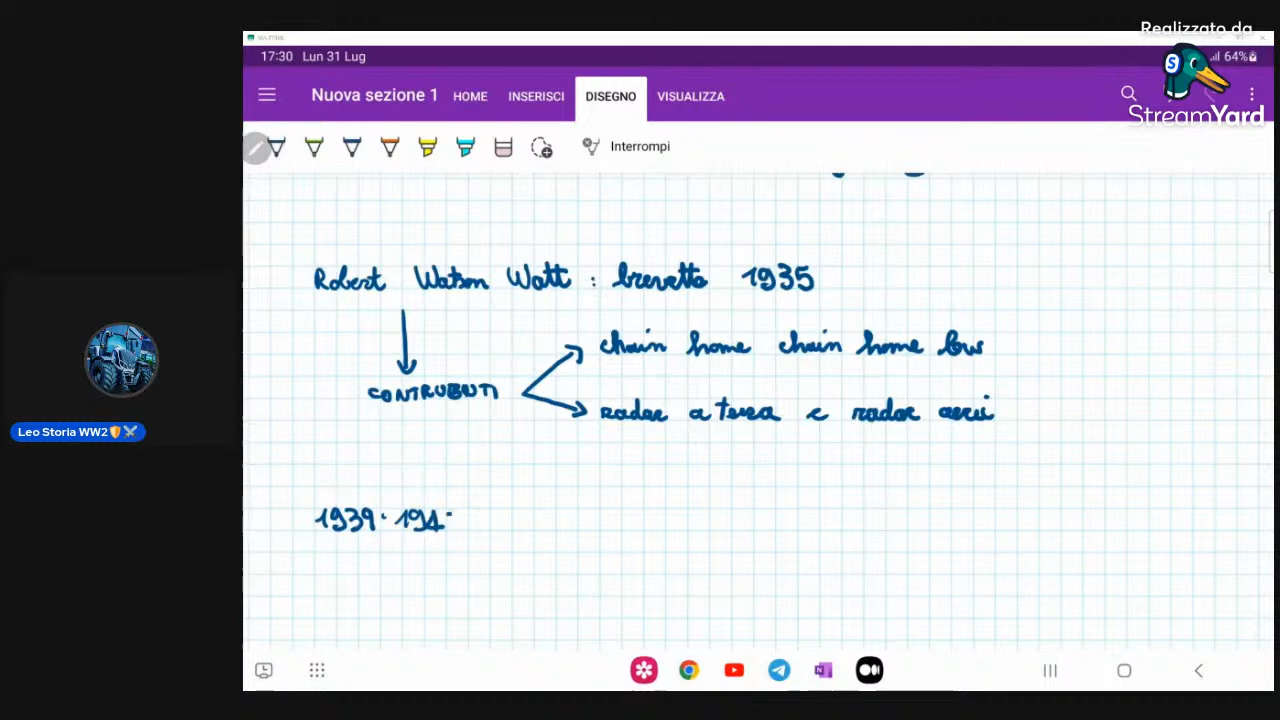 Realizzato da
StreamYard
17:30 Lun 31 Lug
64%
Nuova sezione 1 HOME INSERISCI DISEGNO VISUALIZZA
Interrompi
Robert Watson Watt : brevetto 1935
chain home chain home low
CONTRUBUTI
radar a terra e radar aerei
1939. 194
Leo Storia WW2🛡️⚔️